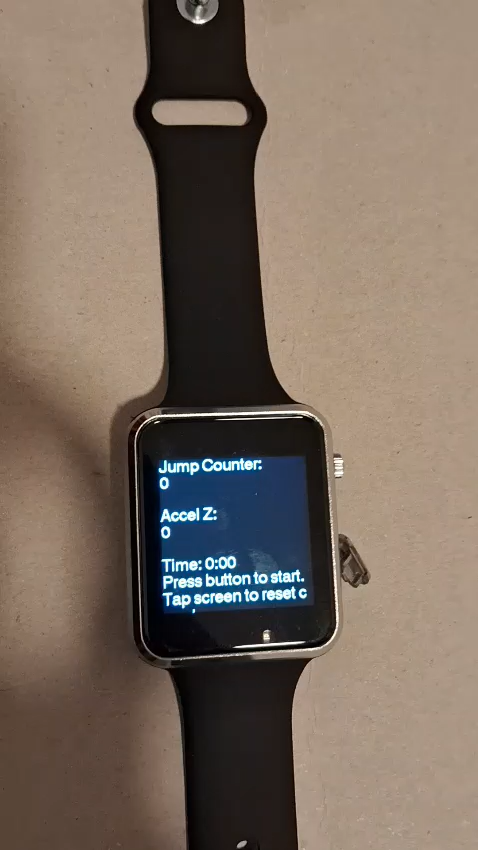 Jump Counter:
0
Accel Z:
0
Time: 0:00
Press button to start.
Tap screen to reset c